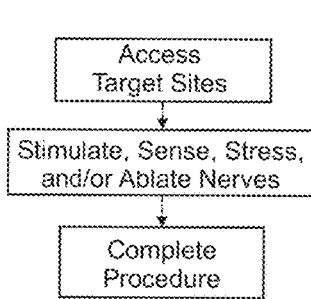 Access
Target Sites
Stimulate, Sense, Stress,
and/or Ablate Nerves
Complete
Procedure